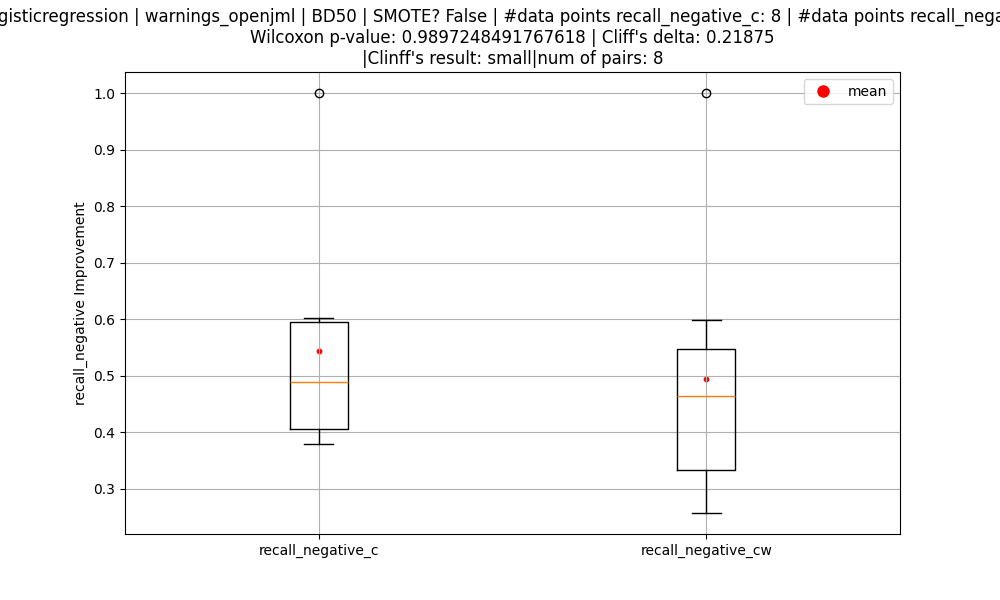 gisticregression | warnings_openjml | BD50 | SMOTE? False | #data points recall_negative_c: 8 | #data points recall_nega
Wilcoxon p-value: 0.9897248491767618 | Cliff's delta: 0.21875
|Clinff's result: small|num of pairs: 8
mean
1.0
0.9
0.8
0.7
0.6
0.5
0.4
0.3
recall_negative Improvement
recall_negative_c
recall_negative_cw